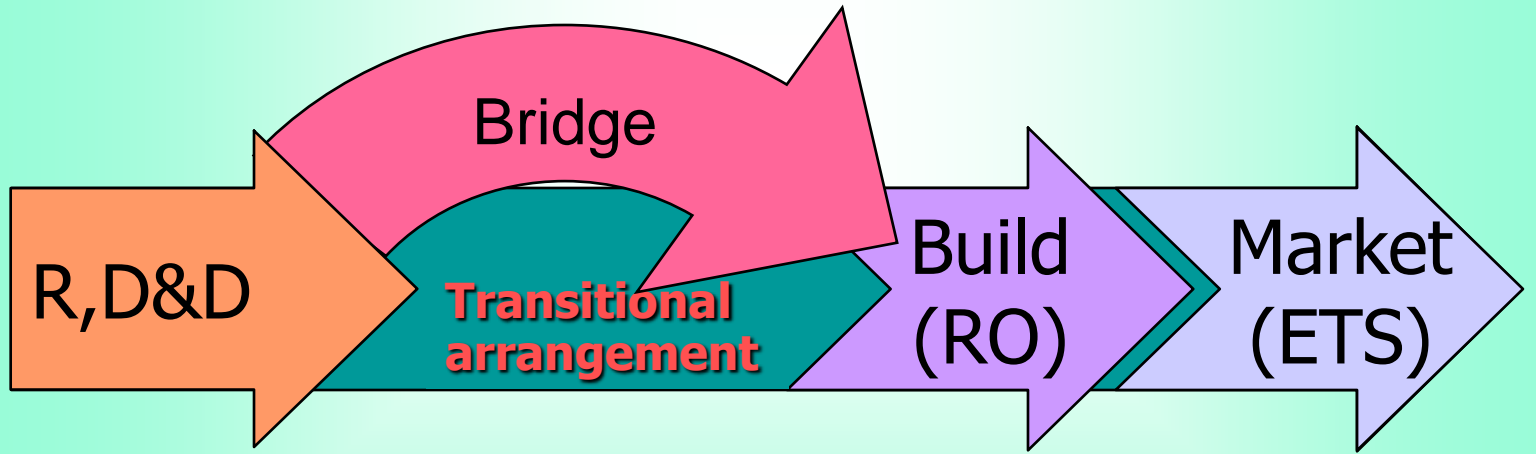 Bridge
R,D&D
Transitional
arrangement
Build
(RO)
Market
(ETS)